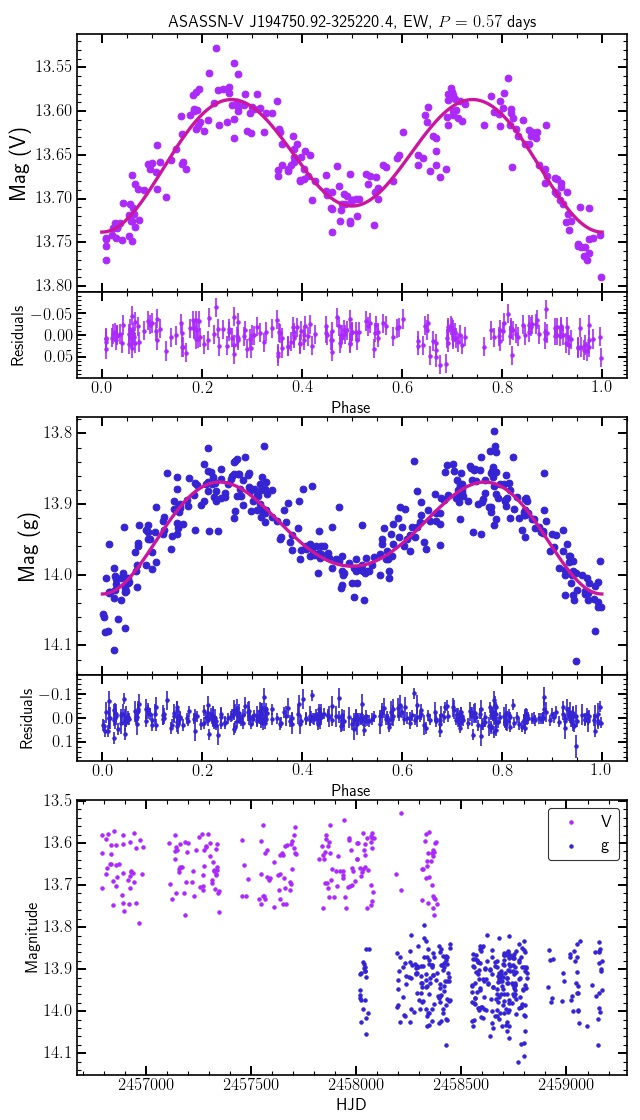 ASASSN-V J194750.92-325220.4, EW, P = 0.57 days
Mag (V)
13.55
13.60
13.65
13.70
13.75
13.80
Residuals
−0.05
0.00
0.05
0.0 0.2 0.4 0.6 0.8 1.0
Phase
Mag (g)
13.8
13.9
14.0
14.1
Residuals
−0.1
0.0
0.1
0.0 0.2 0.4 0.6 0.8 1.0
Phase
Magnitude
13.5
13.6
13.7
13.8
13.9
14.0
14.1
V
g
2457000 2457500 2458000 2458500 2459000
HJD